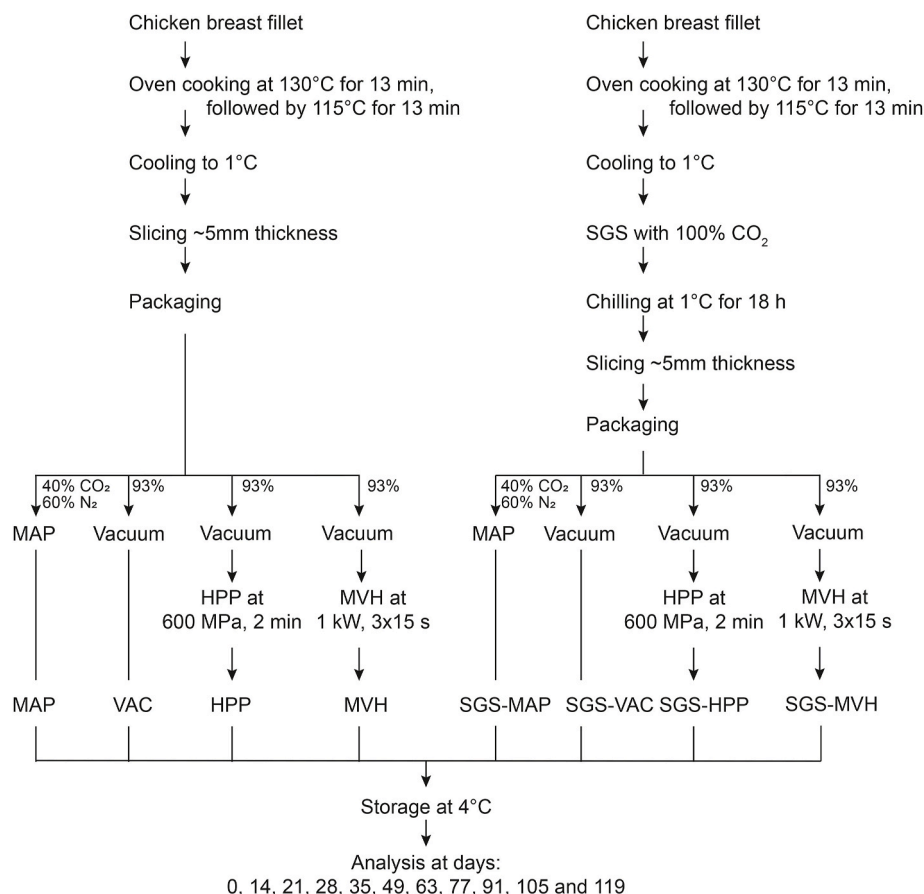 Chicken breast fillet
Oven cooking at 130°C for 13 min,
followed by 115°C for 13 min
Cooling to 1°C
Slicing ~5mm thickness
Packaging
Chicken breast fillet
Oven cooking at 130°C for 13 min,
followed by 115°C for 13 min
Cooling to 1°C
SGS with 100% CO₂
Chilling at 1°C for 18 h
Slicing ~5mm thickness
Packaging
40% CO₂ 93% 93% 93%
60% N₂
MAP Vacuum Vacuum Vacuum
HPP at MVH at
600 MPa, 2 min 1 kW, 3x15 s
MAP VAC HPP MVH
40% CO₂ 93% 93% 93%
60% N₂
MAP Vacuum Vacuum Vacuum
HPP at MVH at
600 MPa, 2 min 1 kW, 3x15 s
SGS-MAP SGS-VAC SGS-HPP SGS-MVH
Storage at 4°C
Analysis at days:
0, 14, 21, 28, 35, 49, 63, 77, 91, 105 and 119